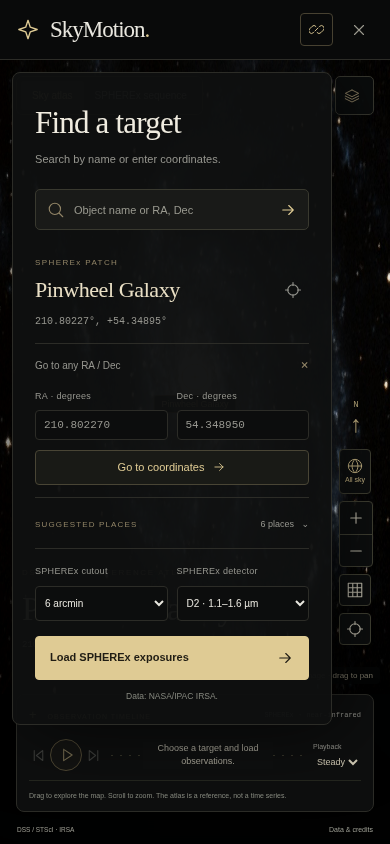 SkyMotion.
Find a target
Search by name or enter coordinates.
Object name or RA, Dec
SPHEREx PATCH
Pinwheel Galaxy
210.80227°, +54.34895°
Go to any RA / Dec ×
RA · degrees Dec · degrees
210.802270 54.348950
Go to coordinates →
SUGGESTED PLACES 6 places
SPHEREx cutout SPHEREx detector
6 arcmin D2 · 1.1–1.6 µm
Load SPHEREx exposures →
Data: NASA/IPAC IRSA.
N
↑
All sky
+
−
drag to pan
nfrared
Choose a target and load
observations.
Playback
Steady
Drag to explore the map. Scroll to zoom. The atlas is a reference, not a time series.
DSS / STScI · IRSA Data & credits